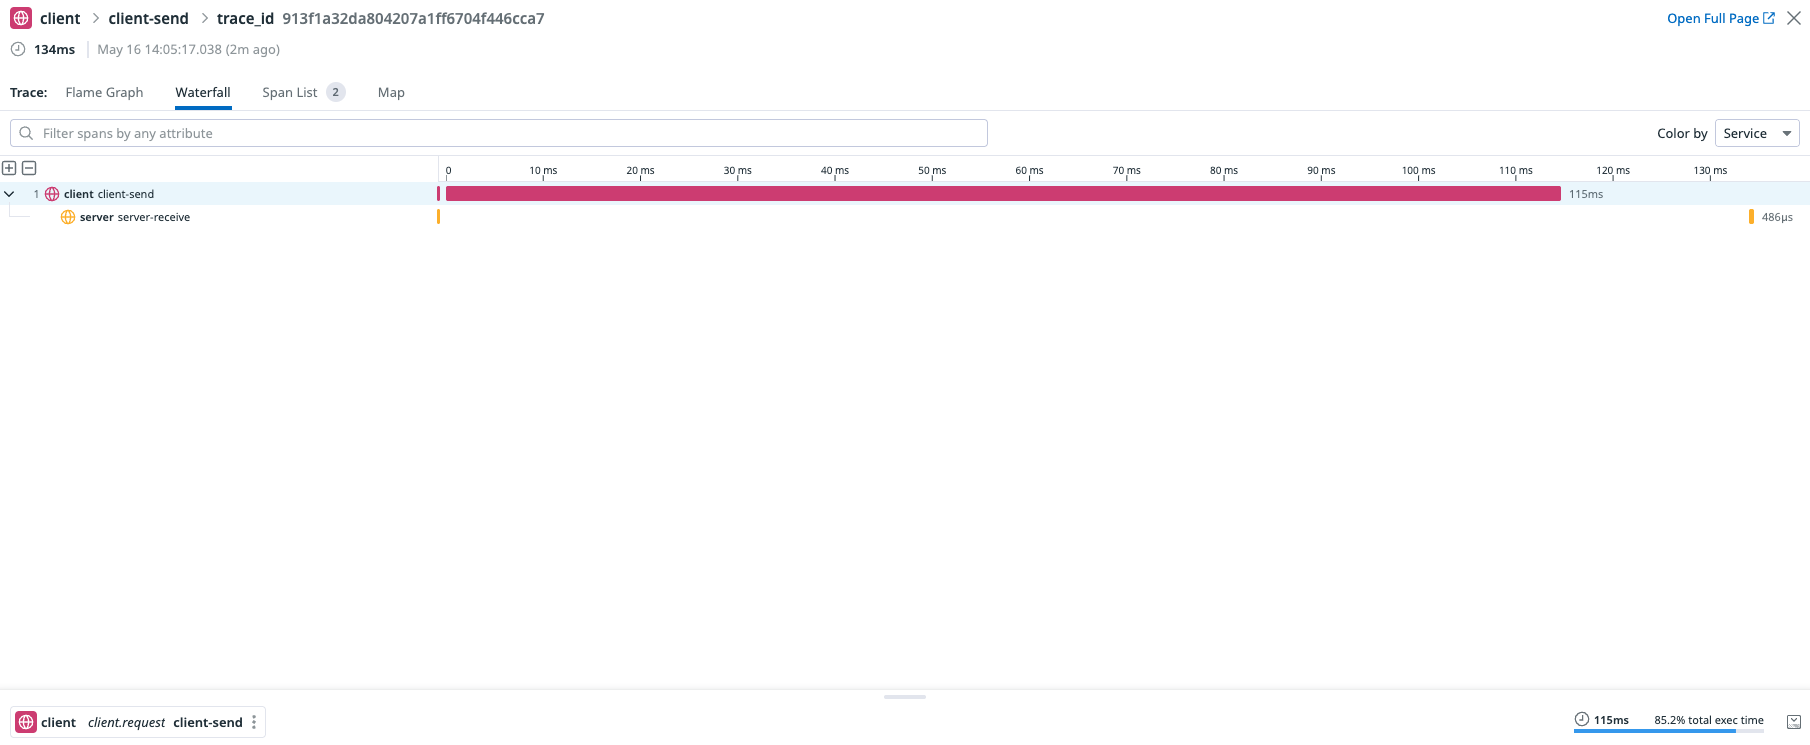 client > client-send > trace_id 913f1a32da804207a1ff6704f446cca7 Open Full Page
134ms May 16 14:05:17.038 (2m ago)
Trace: Flame Graph Waterfall Span List 2 Map
Filter spans by any attribute Color by Service
0 10 ms 20 ms 30 ms 40 ms 50 ms 60 ms 70 ms 80 ms 90 ms 100 ms 110 ms 120 ms 130 ms
1 client client-send 115ms
server server-receive 486µs
client client.request client-send 115ms 85.2% total exec time